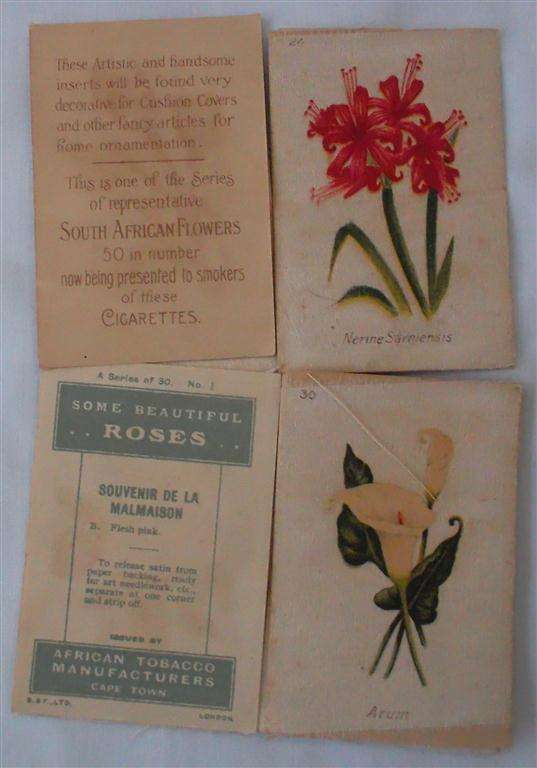 These Artistic and handsome
inserts will be found very
decorative for Cushion Covers
and other fancy articles for
home ornamentation.
This is one of the Series
of representative
SOUTH AFRICAN FLOWERS
50 in number
now being presented to smokers
of these
CIGARETTES.
Nerine Sarniensis
A Series of 30. No. 1
SOME BEAUTIFUL
.. ROSES ..
SOUVENIR DE LA
MALMAISON
B. Flesh pink.
To release satin from
paper backing, ready
for art needlework, etc.,
separate at one corner
and strip off.
ISSUED BY
AFRICAN TOBACCO
MANUFACTURERS
CAPE TOWN
LONDON
30
Arum